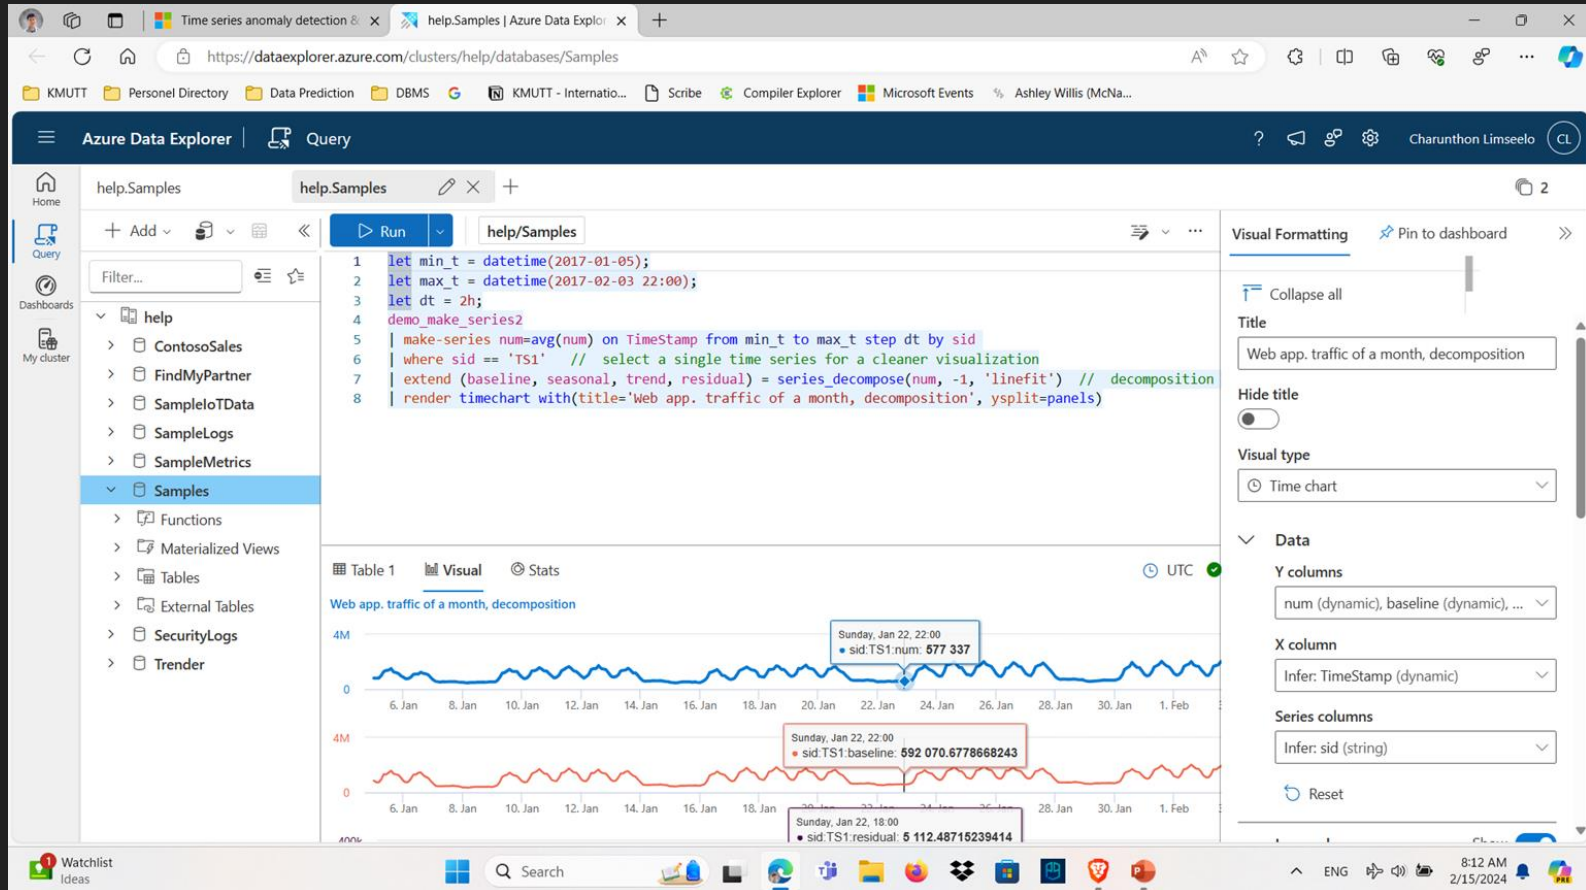 Time series anomaly detection &
help.Samples | Azure Data Explor
https://dataexplorer.azure.com/clusters/help/databases/Samples
KMUTT
Personel Directory
Data Prediction
DBMS
KMUTT - Internatio...
Scribe
Compiler Explorer
Microsoft Events
Ashley Willis (McNa...
Azure Data Explorer
Query
Charunthon Limseelo
CL
Home
Query
Dashboards
My cluster
help.Samples
help.Samples
2
Add
Filter...
help
ContosoSales
FindMyPartner
SampleIoTData
SampleLogs
SampleMetrics
Samples
Functions
Materialized Views
Tables
External Tables
SecurityLogs
Trender
Run
help/Samples
1 let min_t = datetime(2017-01-05);
2 let max_t = datetime(2017-02-03 22:00);
3 let dt = 2h;
4 demo_make_series2
5 | make-series num=avg(num) on TimeStamp from min_t to max_t step dt by sid
6 | where sid == 'TS1' // select a single time series for a cleaner visualization
7 | extend (baseline, seasonal, trend, residual) = series_decompose(num, -1, 'linefit') // decomposition
8 | render timechart with(title='Web app. traffic of a month, decomposition', ysplit=panels)
Table 1
Visual
Stats
UTC
Web app. traffic of a month, decomposition
4M
Sunday, Jan 22, 22:00
sid:TS1:num: 577 337
0
6. Jan 8. Jan 10. Jan 12. Jan 14. Jan 16. Jan 18. Jan 20. Jan 22. Jan 24. Jan 26. Jan 28. Jan 30. Jan 1. Feb
4M
Sunday, Jan 22, 22:00
sid:TS1:baseline: 592 070.6778668243
0
6. Jan 8. Jan 10. Jan 12. Jan 14. Jan 16. Jan 18. Jan 28. Jan 30. Jan 1. Feb
Sunday, Jan 22, 18:00
sid:TS1:residual: 5 112.48715239414
400k
Visual Formatting
Pin to dashboard
Collapse all
Title
Web app. traffic of a month, decomposition
Hide title
Visual type
Time chart
Data
Y columns
num (dynamic), baseline (dynamic), ...
X column
Infer: TimeStamp (dynamic)
Series columns
Infer: sid (string)
Reset
1
Watchlist
Ideas
Search
ENG
8:12 AM
2/15/2024
PRE